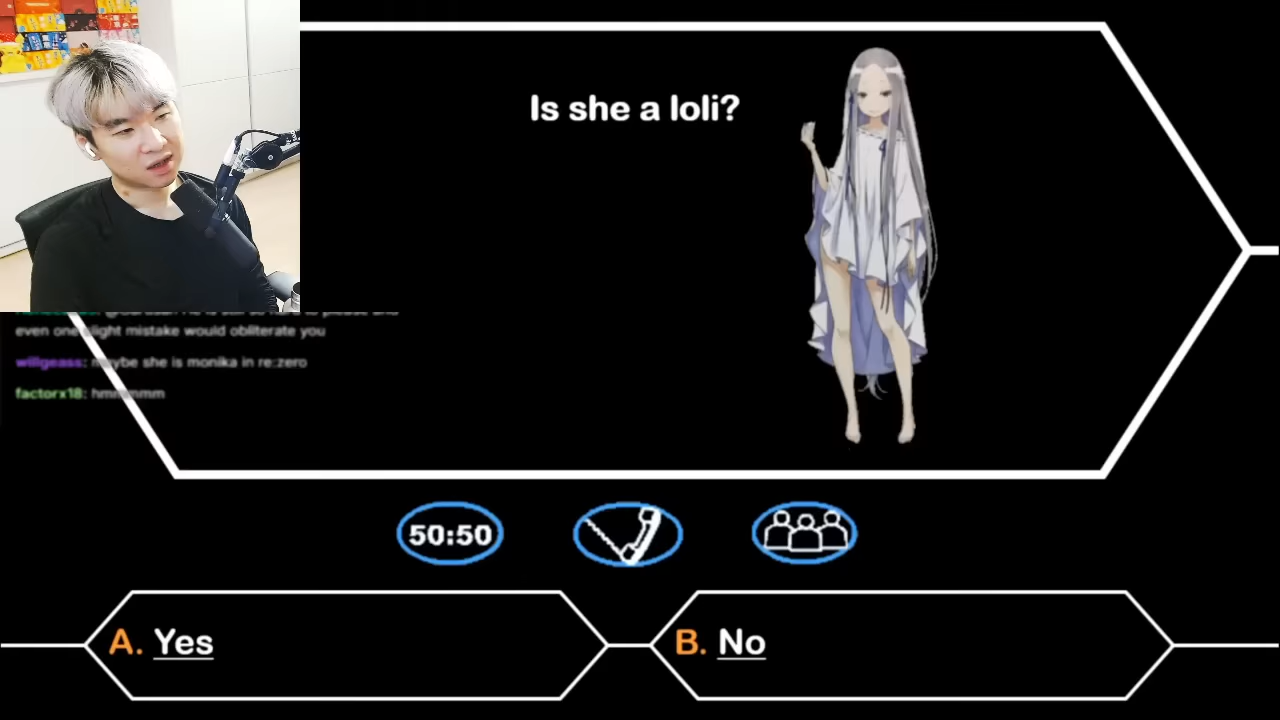 Is she a loli?
even one slight mistake would obliterate you
willgeass: maybe she is monika in re:zero
factorx18: hmmmmmm
50:50
A. Yes
B. No